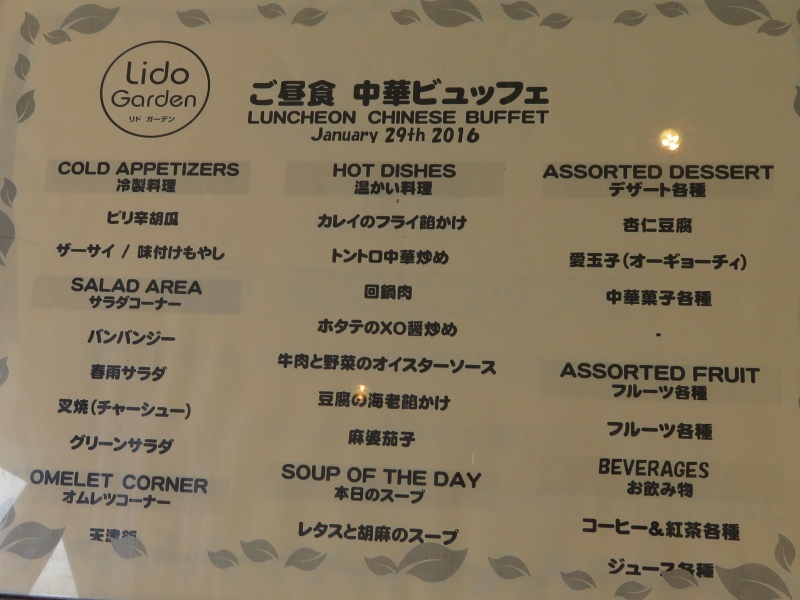 Lido
Garden
リド ガーデン
ご昼食 中華ビュッフェ
LUNCHEON CHINESE BUFFET
January 29th 2016
COLD APPETIZERS
冷製料理
ピリ辛胡瓜
ザーサイ / 味付けもやし
SALAD AREA
サラダコーナー
バンバンジー
春雨サラダ
叉焼(チャーシュー)
グリーンサラダ
OMELET CORNER
オムレツコーナー
天津飯
HOT DISHES
温かい料理
カレイのフライ餡かけ
トントロ中華炒め
回鍋肉
ホタテのXO醤炒め
牛肉と野菜のオイスターソース
豆腐の海老餡かけ
麻婆茄子
SOUP OF THE DAY
本日のスープ
レタスと胡麻のスープ
ASSORTED DESSERT
デザート各種
杏仁豆腐
愛玉子(オーギョーチィ)
中華菓子各種
-
ASSORTED FRUIT
フルーツ各種
フルーツ各種
BEVERAGES
お飲み物
コーヒー&紅茶各種
ジュース各種